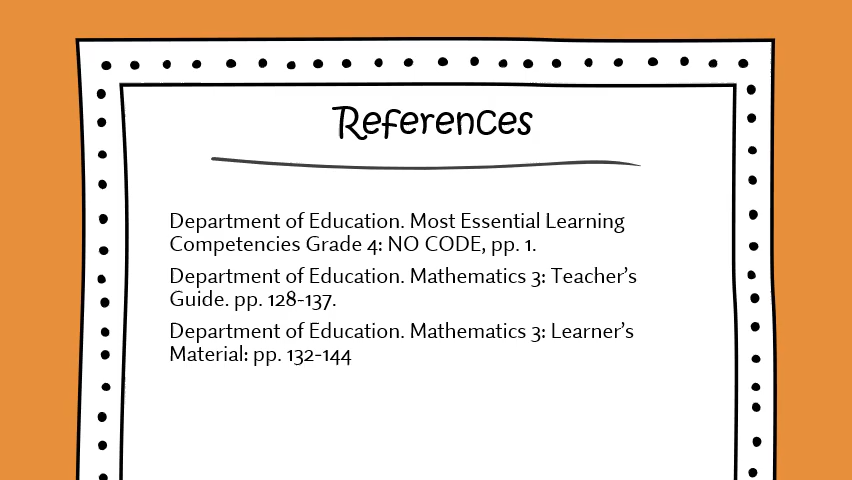 References
Department of Education. Most Essential Learning
Competencies Grade 4: NO CODE, pp. 1.
Department of Education. Mathematics 3: Teacher’s
Guide. pp. 128-137.
Department of Education. Mathematics 3: Learner’s
Material: pp. 132-144